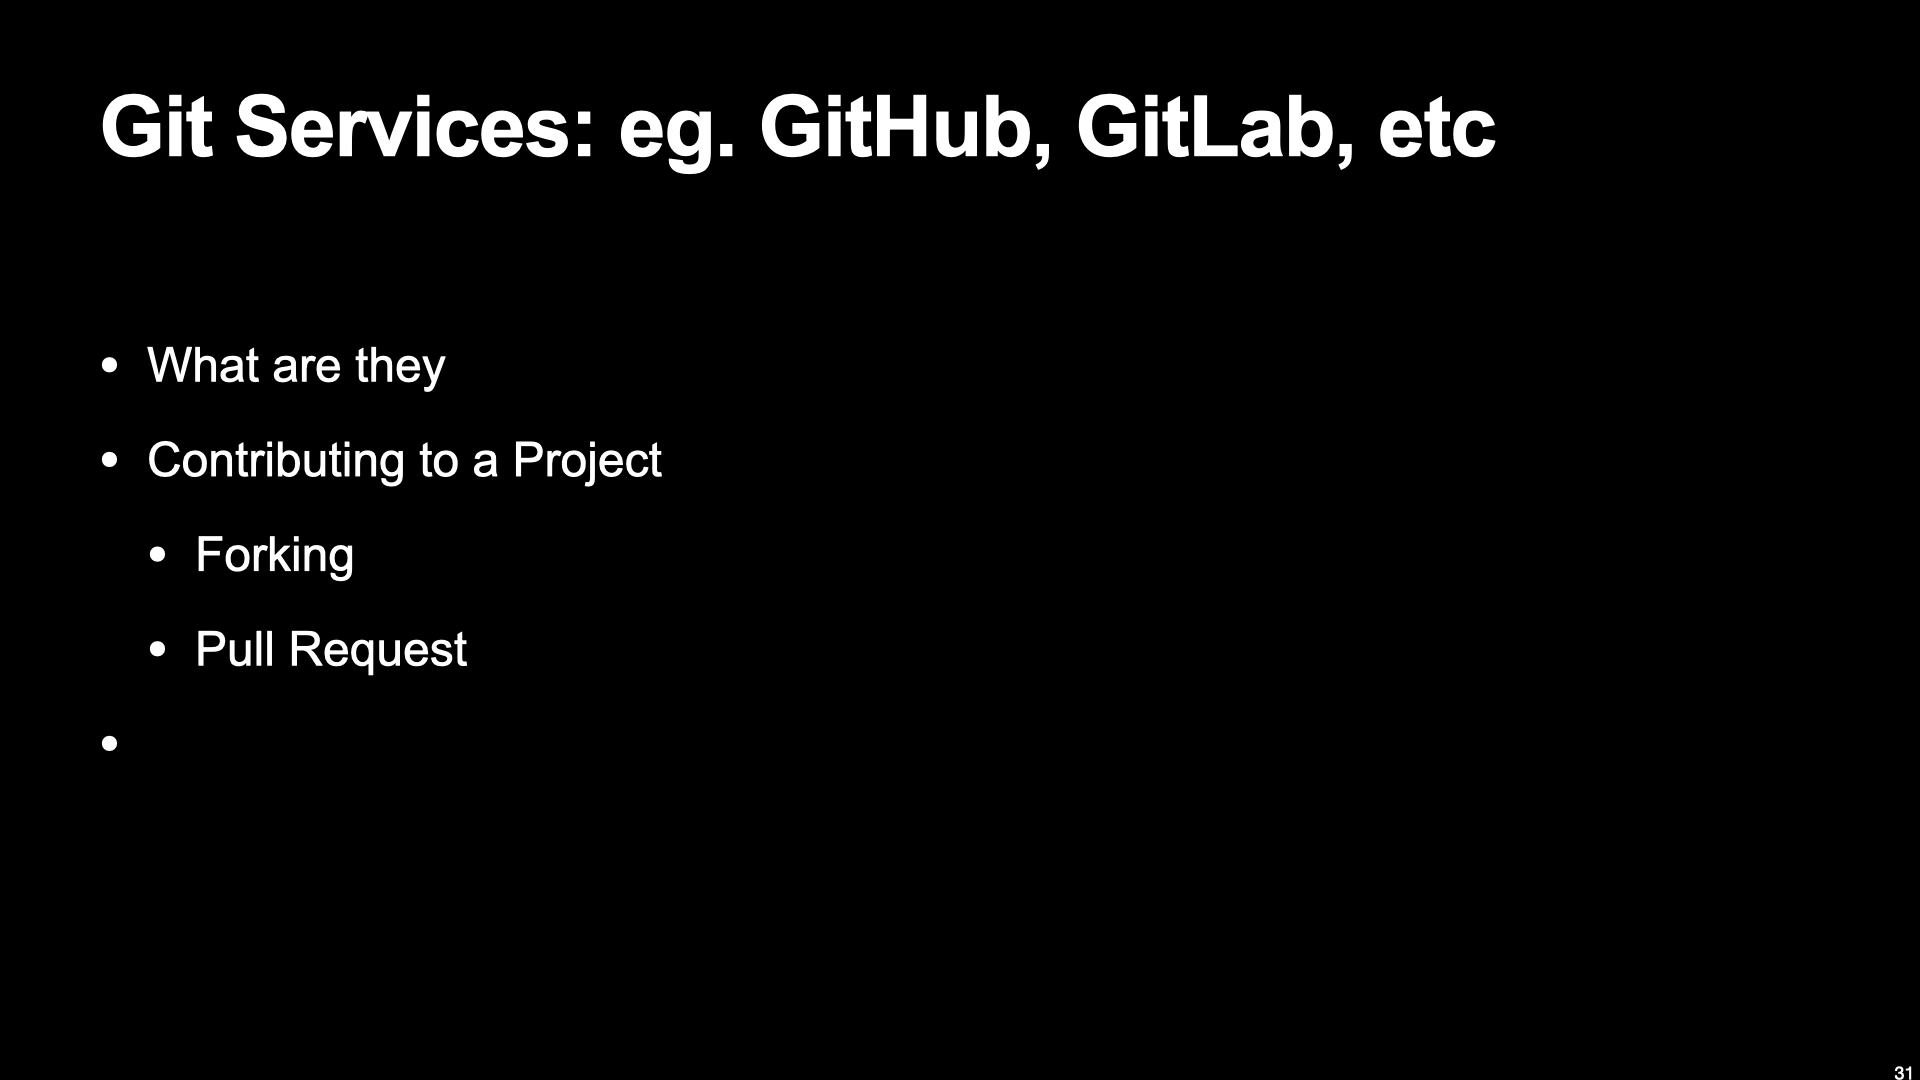 Git Services: eg. GitHub, GitLab, etc
• What are they
• Contributing to a Project
• Forking
• Pull Request
•
31